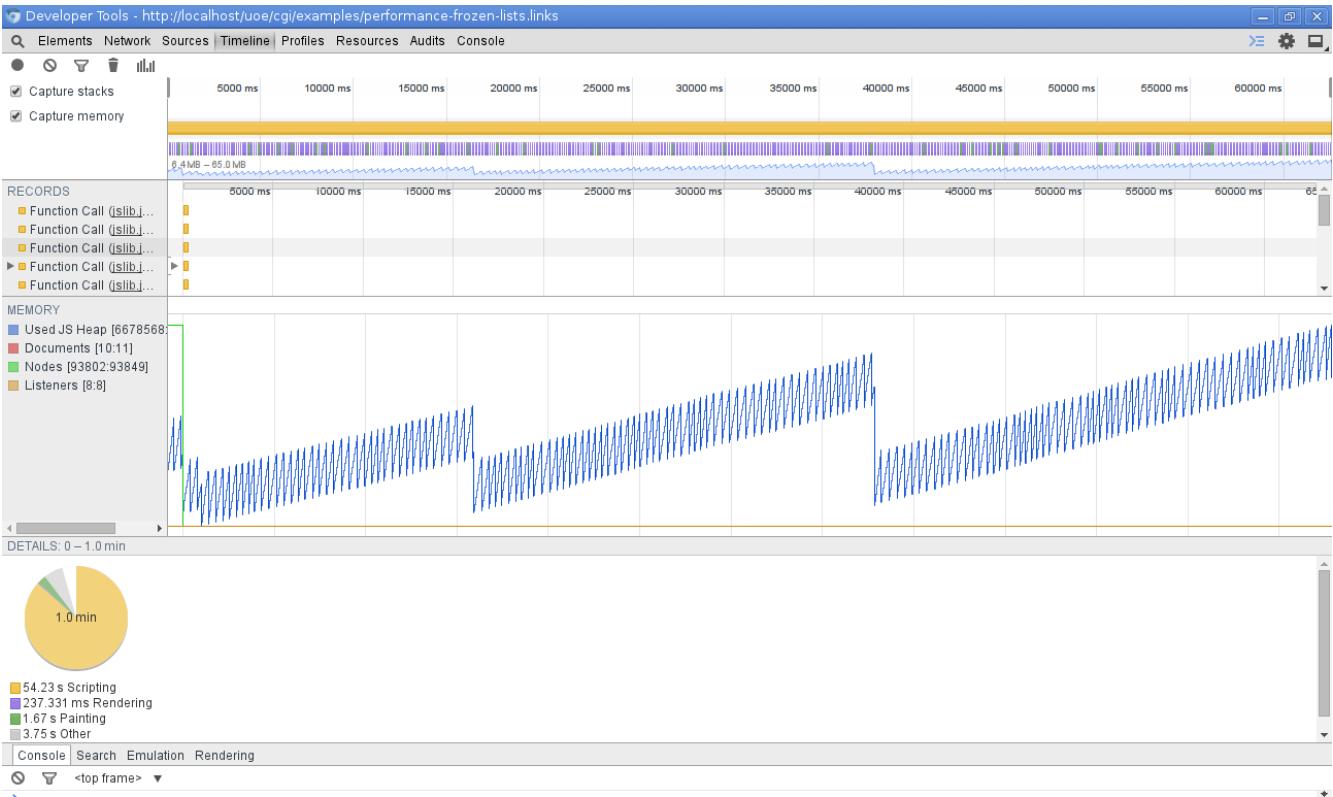 Developer Tools - http://localhost/uoe/cgi/examples/performance-frozen-lists.links
Elements Network Sources Timeline Profiles Resources Audits Console
Capture stacks
Capture memory
5000 ms 10000 ms 15000 ms 20000 ms 25000 ms 30000 ms 35000 ms 40000 ms 45000 ms 50000 ms 55000 ms 60000 ms
6.4 MB – 65.0 MB
RECORDS
5000 ms 10000 ms 15000 ms 20000 ms 25000 ms 30000 ms 35000 ms 40000 ms 45000 ms 50000 ms 55000 ms 60000 ms 65
Function Call (jslib.j...
Function Call (jslib.j...
Function Call (jslib.j...
Function Call (jslib.j...
Function Call (jslib.j...
MEMORY
Used JS Heap [6678568:
Documents [10:11]
Nodes [93802:93849]
Listeners [8:8]
DETAILS: 0 – 1.0 min
1.0 min
54.23 s Scripting
237.331 ms Rendering
1.67 s Painting
3.75 s Other
Console Search Emulation Rendering
<top frame>